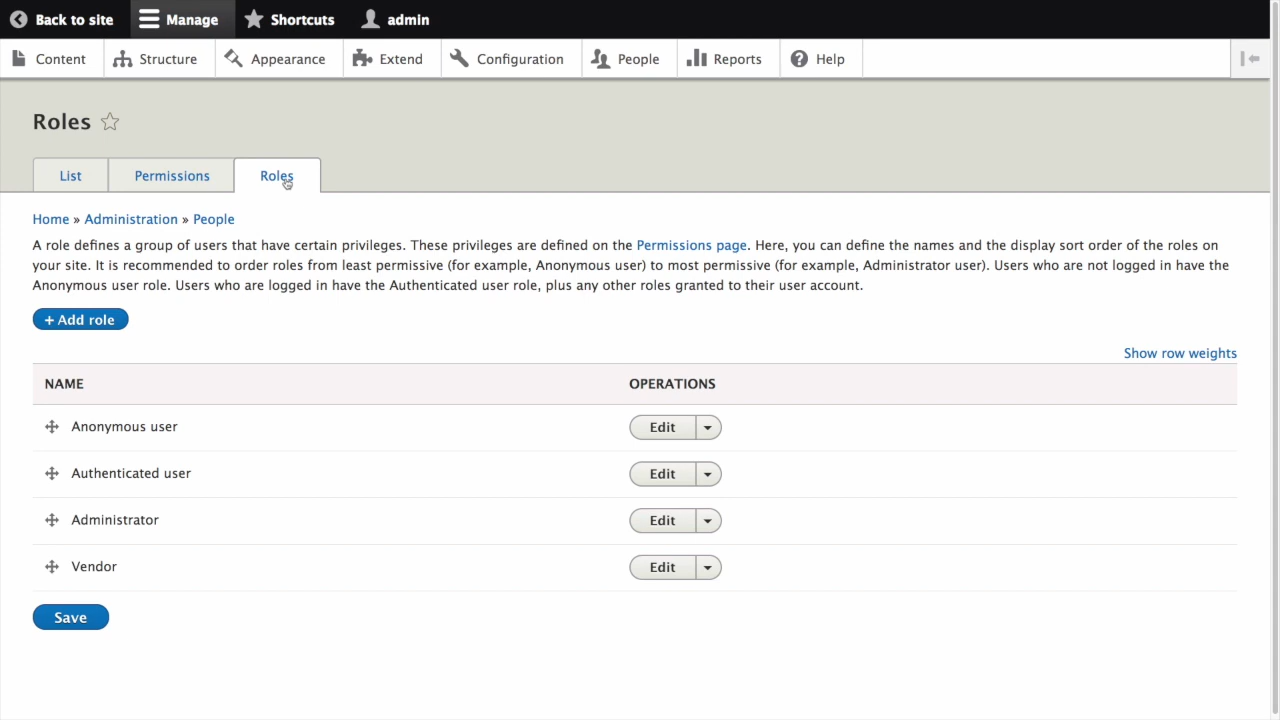 Back to site Manage Shortcuts admin
Content Structure Appearance Extend Configuration People Reports Help
Roles
List Permissions Roles
Home » Administration » People
A role defines a group of users that have certain privileges. These privileges are defined on the Permissions page. Here, you can define the names and the display sort order of the roles on
your site. It is recommended to order roles from least permissive (for example, Anonymous user) to most permissive (for example, Administrator user). Users who are not logged in have the
Anonymous user role. Users who are logged in have the Authenticated user role, plus any other roles granted to their user account.
+ Add role
Show row weights
NAME OPERATIONS
Anonymous user Edit
Authenticated user Edit
Administrator Edit
Vendor Edit
Save